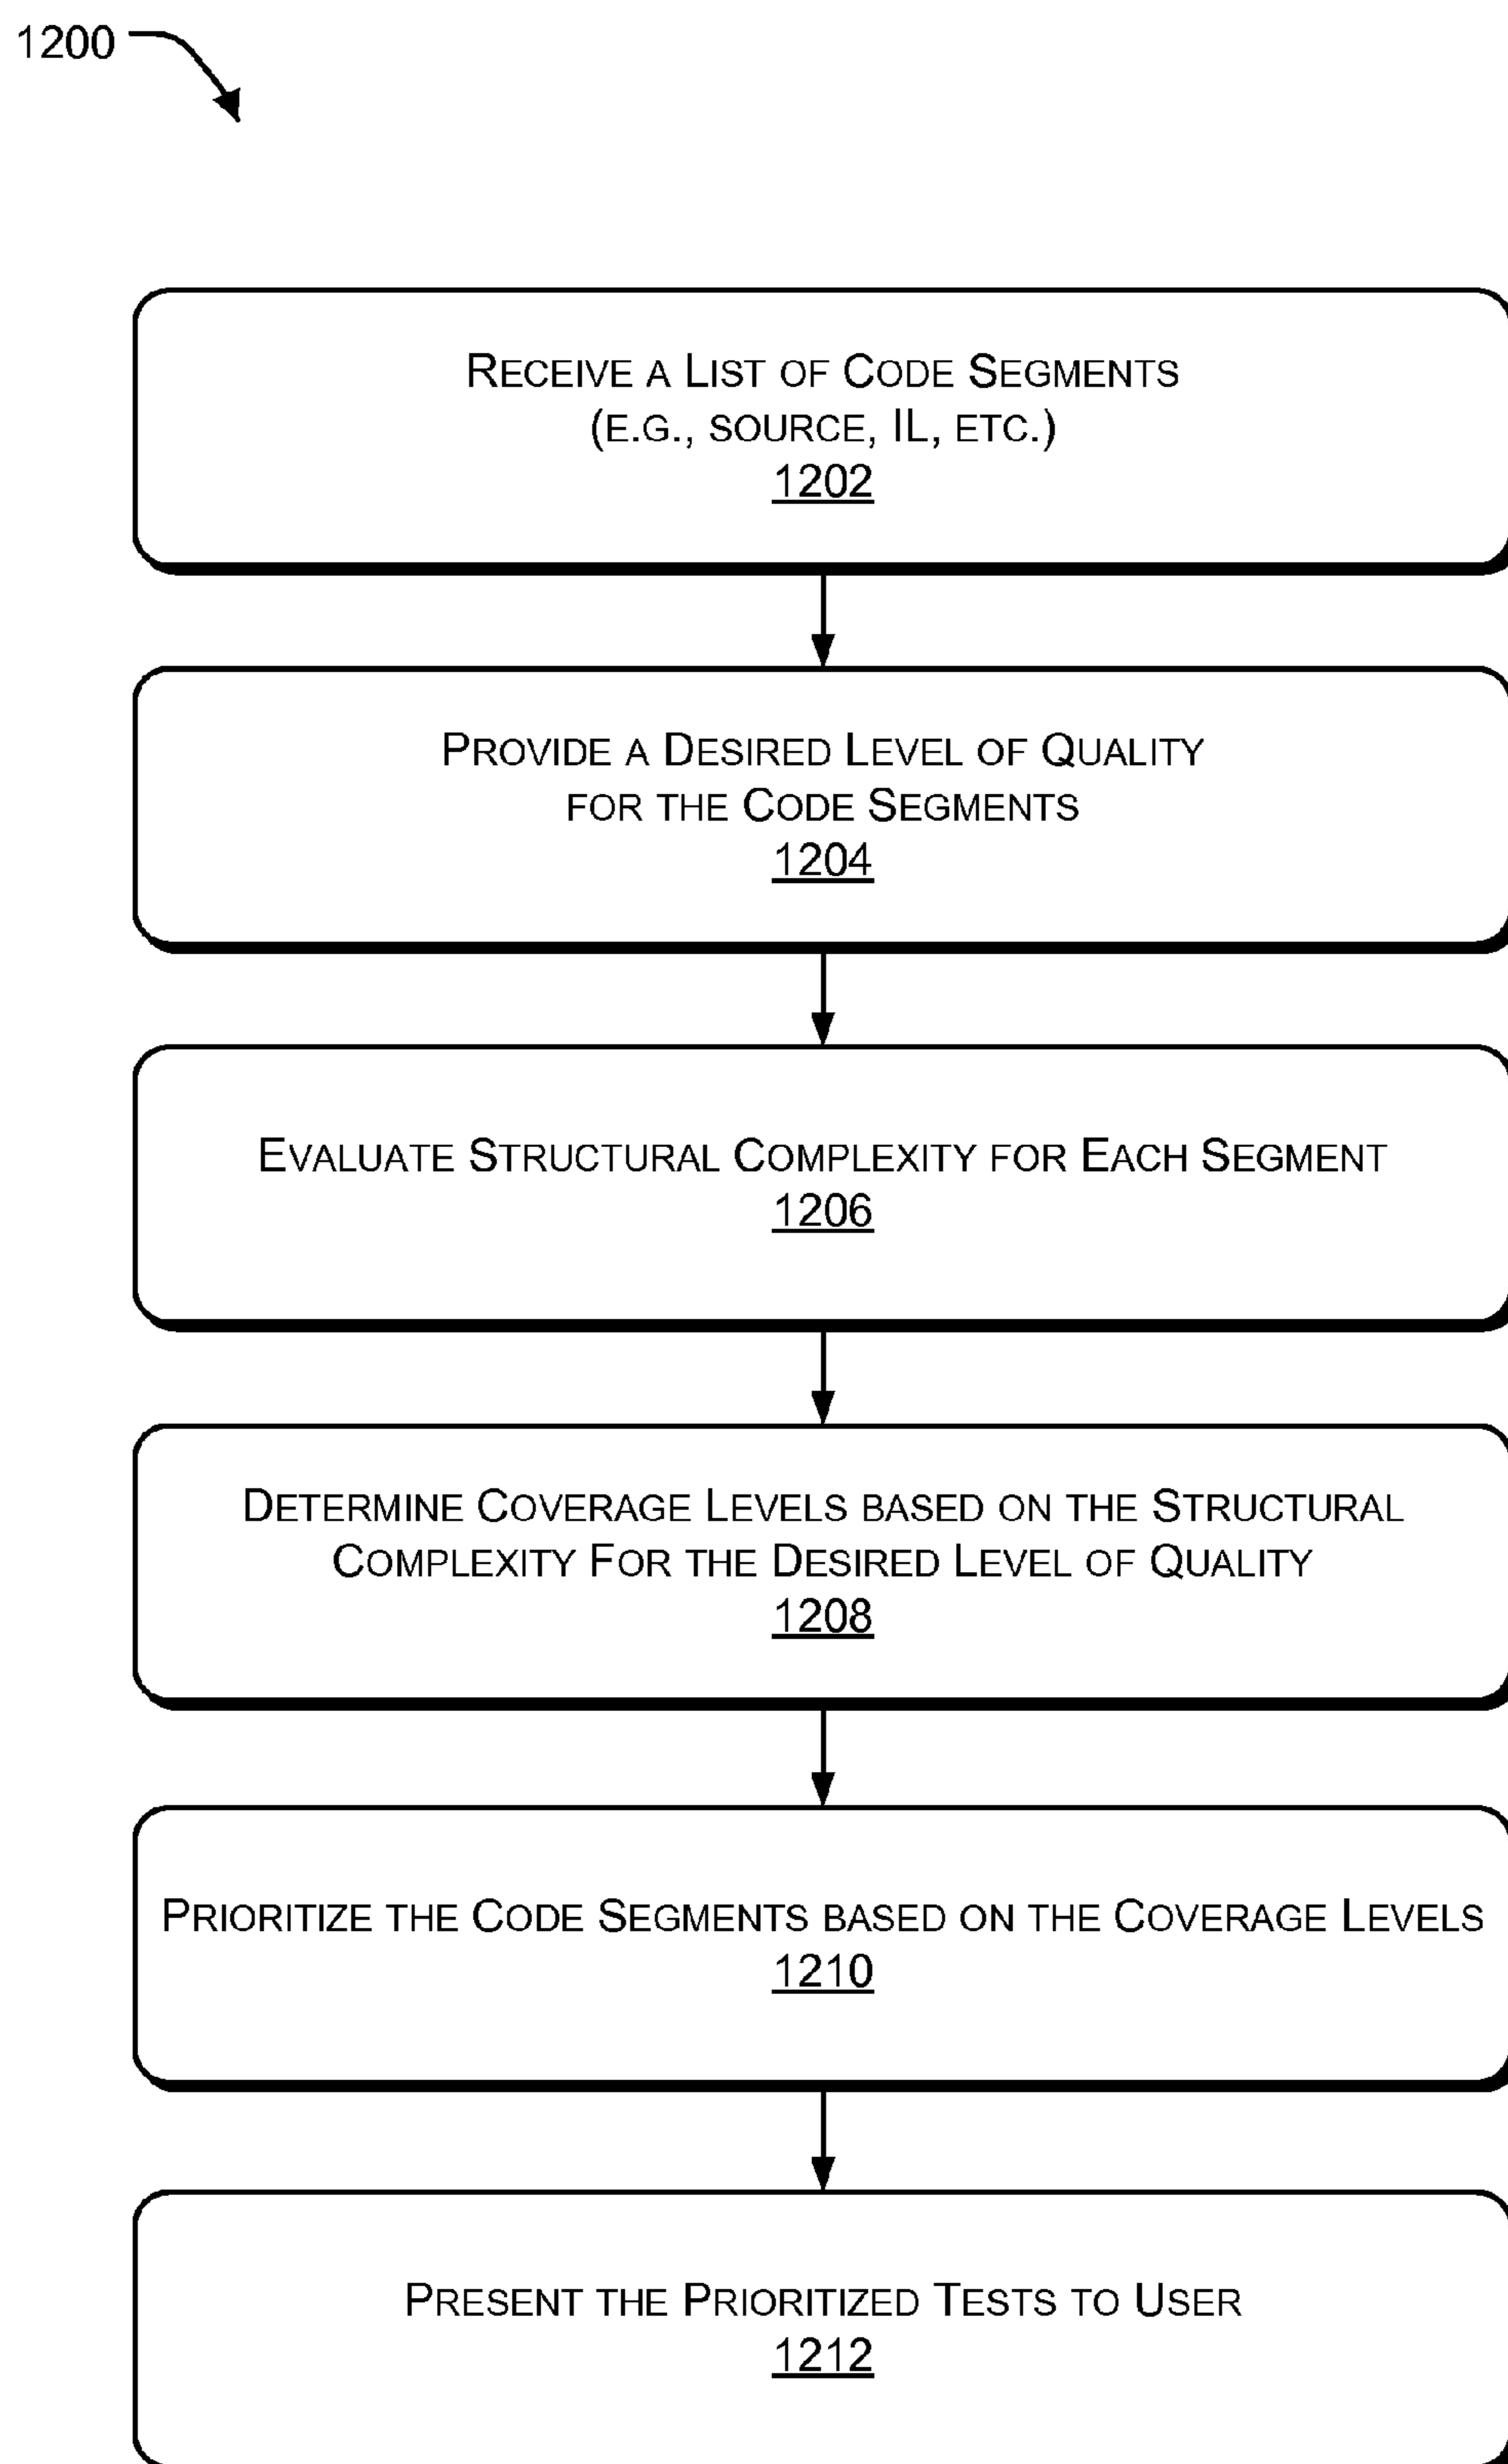 1200
RECEIVE A LIST OF CODE SEGMENTS
(E.G., SOURCE, IL, ETC.)
1202
PROVIDE A DESIRED LEVEL OF QUALITY
FOR THE CODE SEGMENTS
1204
EVALUATE STRUCTURAL COMPLEXITY FOR EACH SEGMENT
1206
DETERMINE COVERAGE LEVELS BASED ON THE STRUCTURAL
COMPLEXITY FOR THE DESIRED LEVEL OF QUALITY
1208
PRIORITIZE THE CODE SEGMENTS BASED ON THE COVERAGE LEVELS
1210
PRESENT THE PRIORITIZED TESTS TO USER
1212